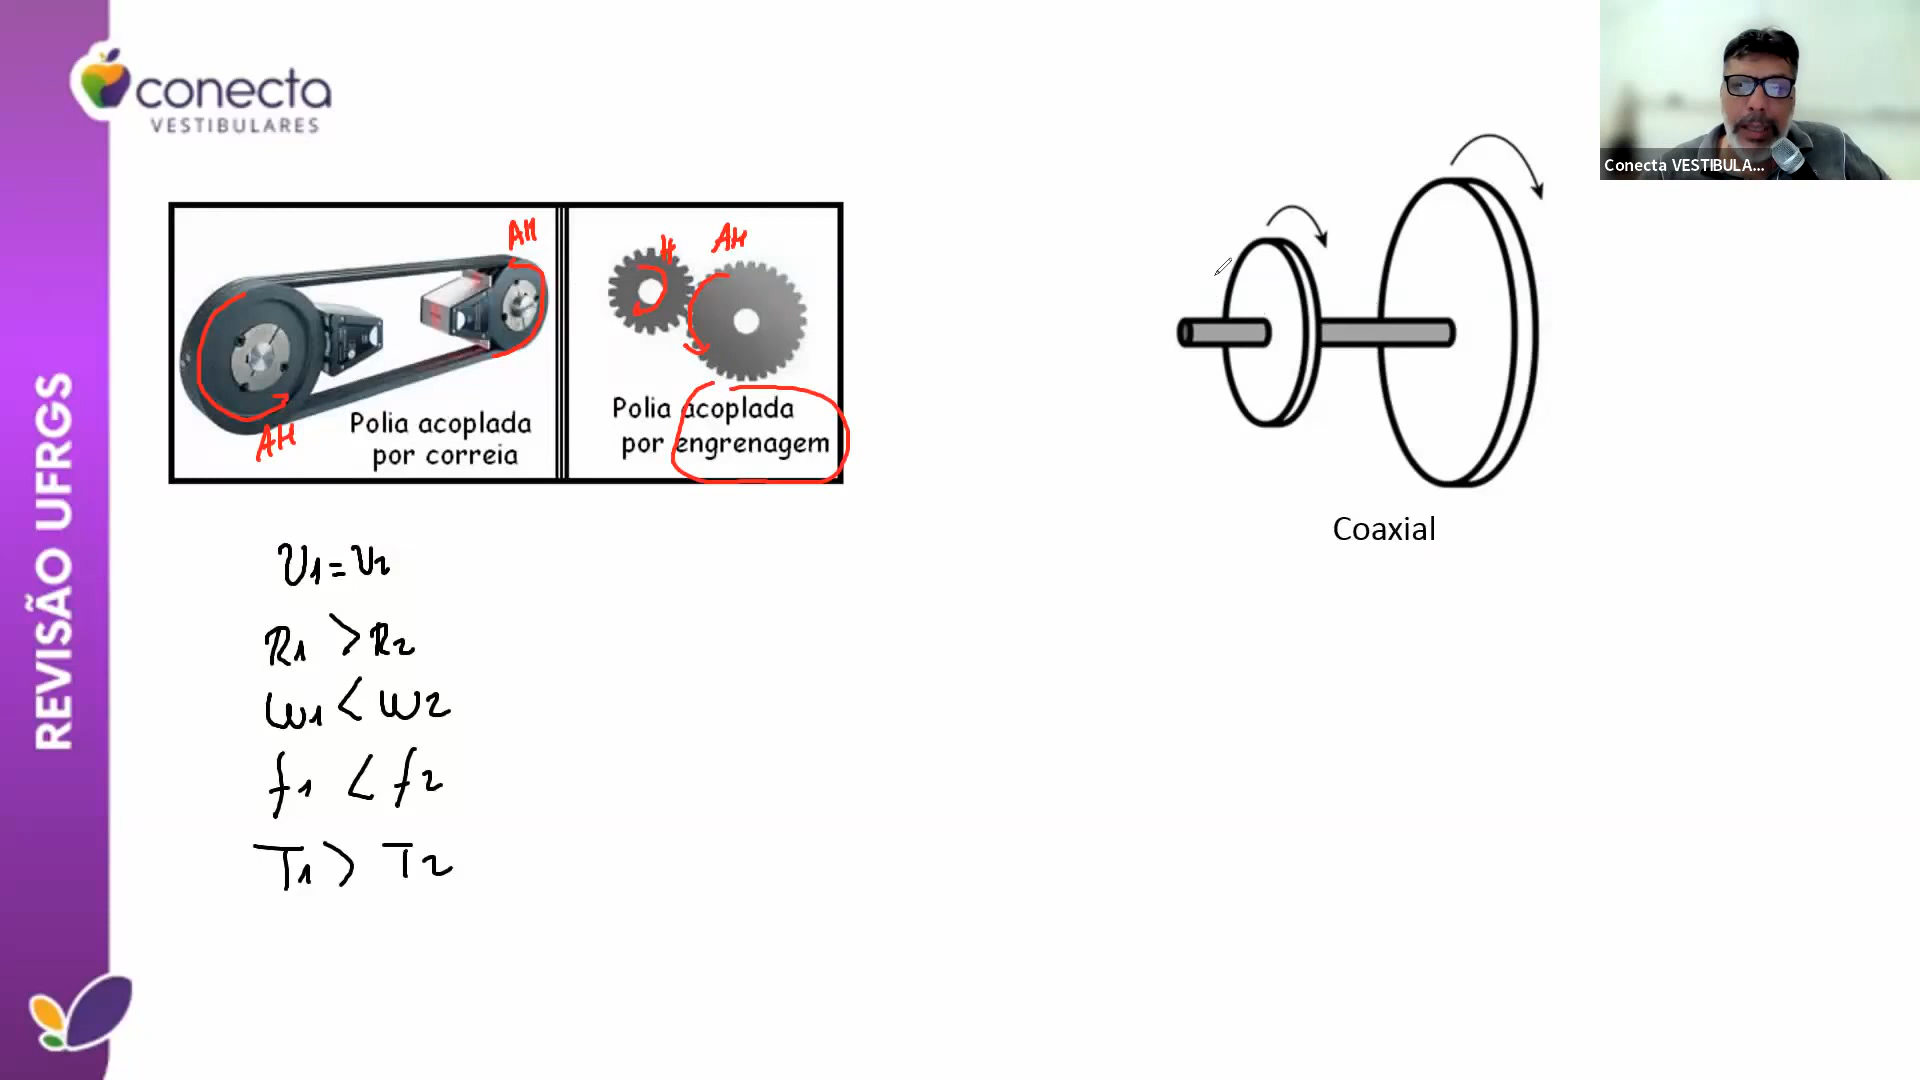 conecta
VESTIBULARES
REVISÃO UFRGS
Conecta VESTIBULA...
AH
AH
Polia acoplada
por correia
H
AH
Polia acoplada
por engrenagem
Coaxial
V1 = V2
R1 > R2
ω1 < ω2
f1 < f2
T1 > T2